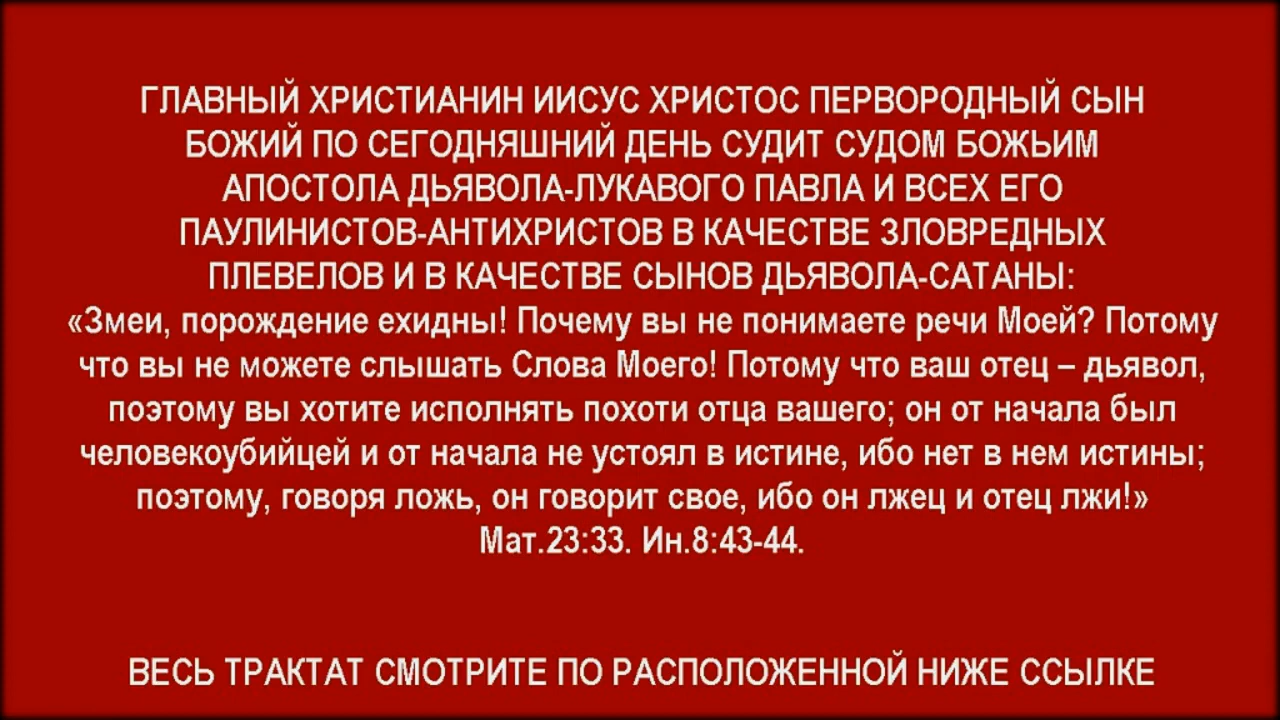 ГЛАВНЫЙ ХРИСТИАНИН ИИСУС ХРИСТОС ПЕРВОРОДНЫЙ СЫН
БОЖИЙ ПО СЕГОДНЯШНИЙ ДЕНЬ СУДИТ СУДОМ БОЖЬИМ
АПОСТОЛА ДЬЯВОЛА-ЛУКАВОГО ПАВЛА И ВСЕХ ЕГО
ПАУЛИНИСТОВ-АНТИХРИСТОВ В КАЧЕСТВЕ ЗЛОВРЕДНЫХ
ПЛЕВЕЛОВ И В КАЧЕСТВЕ СЫНОВ ДЬЯВОЛА-САТАНЫ:
«Змеи, порождение ехидны! Почему вы не понимаете речи Моей? Потому
что вы не можете слышать Слова Моего! Потому что ваш отец – дьявол,
поэтому вы хотите исполнять похоти отца вашего; он от начала был
человекоубийцей и от начала не устоял в истине, ибо нет в нем истины;
поэтому, говоря ложь, он говорит свое, ибо он лжец и отец лжи!»
Мат.23:33. Ин.8:43-44.
ВЕСЬ ТРАКТАТ СМОТРИТЕ ПО РАСПОЛОЖЕННОЙ НИЖЕ ССЫЛКЕ